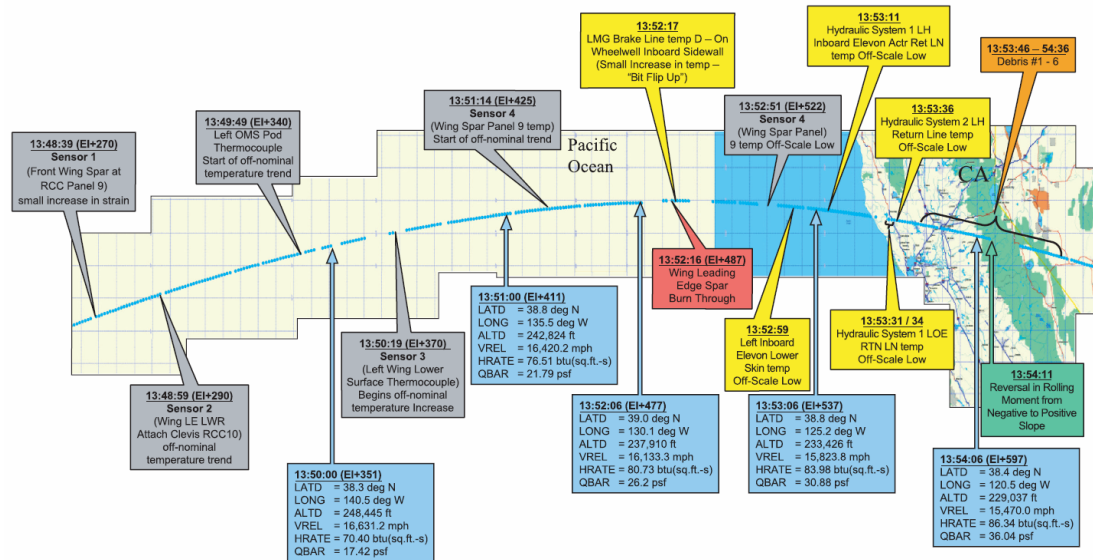 13:48:39 (EI+270)
Sensor 1
(Front Wing Spar at
RCC Panel 9)
small increase in strain
13:49:49 (EI+340)
Left OMS Pod
Thermocouple
Start of off-nominal
temperature trend
13:51:14 (EI+425)
Sensor 4
(Wing Spar Panel 9 temp)
Start of off-nominal trend
Pacific
Ocean
13:52:17
LMG Brake Line temp D – On
Wheelwell Inboard Sidewall
(Small Increase in temp –
“Bit Flip Up”)
13:52:51 (EI+522)
Sensor 4
(Wing Spar Panel)
9 temp Off-Scale Low
13:53:11
Hydraulic System 1 LH
Inboard Elevon Actr Ret LN
temp Off-Scale Low
13:53:36
Hydraulic System 2 LH
Return Line temp
Off-Scale Low
13:53:46 – 54:36
Debris #1 - 6
CA
13:48:59 (EI+290)
Sensor 2
(Wing LE LWR
Attach Clevis RCC10)
off-nominal
temperature trend
13:50:00 (EI+351)
LATD = 38.3 deg N
LONG = 140.5 deg W
ALTD = 248,445 ft
VREL = 16,631.2 mph
HRATE = 70.40 btu(sq.ft.-s)
QBAR = 17.42 psf
13:50:19 (EI+370)
Sensor 3
(Left Wing Lower
Surface Thermocouple)
Begins off-nominal
temperature Increase
13:51:00 (EI+411)
LATD = 38.8 deg N
LONG = 135.5 deg W
ALTD = 242,824 ft
VREL = 16,420.2 mph
HRATE = 76.51 btu(sq.ft.-s)
QBAR = 21.79 psf
13:52:16 (EI+487)
Wing Leading
Edge Spar
Burn Through
13:52:06 (EI+477)
LATD = 39.0 deg N
LONG = 130.1 deg W
ALTD = 237,910 ft
VREL = 16,133.3 mph
HRATE = 80.73 btu(sq.ft.-s)
QBAR = 26.2 psf
13:52:59
Left Inboard
Elevon Lower
Skin temp
Off-Scale Low
13:53:06 (EI+537)
LATD = 38.8 deg N
LONG = 125.2 deg W
ALTD = 233,426 ft
VREL = 15,823.8 mph
HRATE = 83.98 btu(sq.ft.-s)
QBAR = 30.88 psf
13:53:31 / 34
Hydraulic System 1 LOE
RTN LN temp
Off-Scale Low
13:54:11
Reversal in Rolling
Moment from
Negative to Positive
Slope
13:54:06 (EI+597)
LATD = 38.4 deg N
LONG = 120.5 deg W
ALTD = 229,037 ft
VREL = 15,470.0 mph
HRATE = 86.34 btu(sq.ft.-s)
QBAR = 36.04 psf